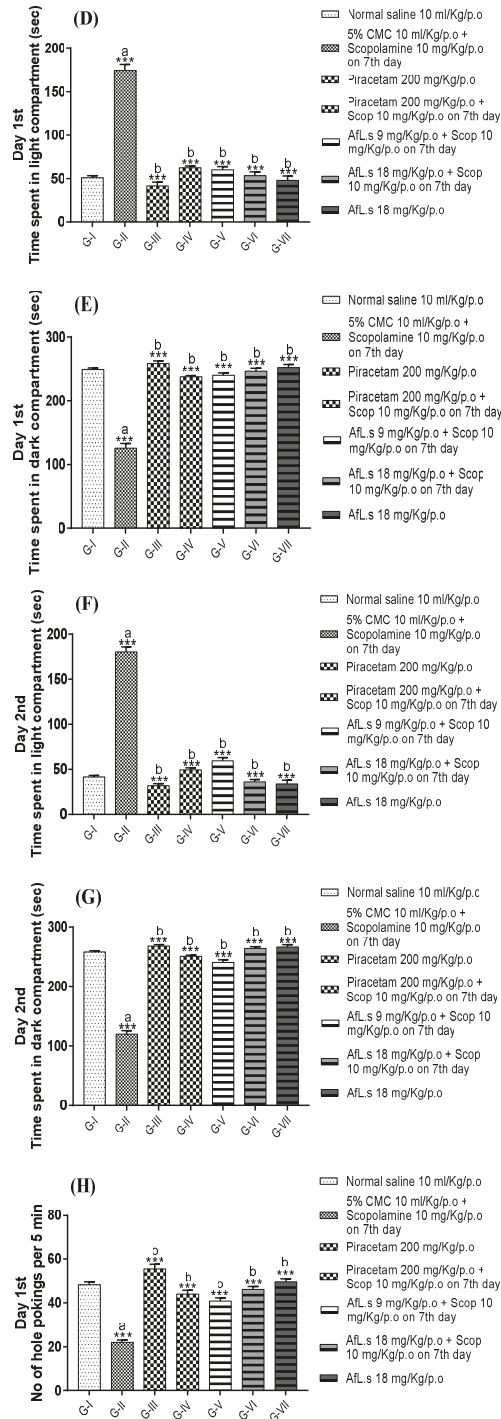 (D)
Day 1st
Time spent in light compartment (sec)
200
150
100
50
0
a
***
b
***
b
***
b
***
b
***
b
***
G-I
G-II
G-III
G-IV
G-V
G-VI
G-VII
Normal saline 10 ml/Kg/p.o
5% CMC 10 ml/Kg/p.o +
Scopolamine 10 mg/Kg/p.o
on 7th day
Piracetam 200 mg/Kg/p.o
Piracetam 200 mg/Kg/p.o +
Scop 10 mg/Kg/p.o on 7th day
AfL.s 9 mg/Kg/p.o + Scop 10
mg/Kg/p.o on 7th day
AfL.s 18 mg/Kg/p.o + Scop
10 mg/Kg/p.o on 7th day
AfL.s 18 mg/Kg/p.o
(E)
Day 1st
Time spent in dark compartment (sec)
300
200
100
0
a
***
b
***
b
***
b
***
b
***
b
***
G-I
G-II
G-III
G-IV
G-V
G-VI
G-VII
Normal saline 10 ml/Kg/p.o
5% CMC 10 ml/Kg/p.o +
Scopolamine 10 mg/Kg/p.o
on 7th day
Piracetam 200 mg/Kg/p.o
Piracetam 200 mg/Kg/p.o +
Scop 10 mg/Kg/p.o on 7th day
AfL.s 9 mg/Kg/p.o + Scop 10
mg/Kg/p.o on 7th day
AfL.s 18 mg/Kg/p.o + Scop
10 mg/Kg/p.o on 7th day
AfL.s 18 mg/Kg/p.o
(F)
Day 2nd
Time spent in light compartment (sec)
200
150
100
50
0
a
***
b
***
b
***
b
***
b
***
b
***
G-I
G-II
G-III
G-IV
G-V
G-VI
G-VII
Normal saline 10 ml/Kg/p.o
5% CMC 10 ml/Kg/p.o +
Scopolamine 10 mg/Kg/p.o
on 7th day
Piracetam 200 mg/Kg/p.o
Piracetam 200 mg/Kg/p.o +
Scop 10 mg/Kg/p.o on 7th day
AfL.s 9 mg/Kg/p.o + Scop 10
mg/Kg/p.o on 7th day
AfL.s 18 mg/Kg/p.o + Scop
10 mg/Kg/p.o on 7th day
AfL.s 18 mg/Kg/p.o
(G)
Day 2nd
Time spent in dark compartment (sec)
300
200
100
0
a
***
b
***
b
***
b
***
b
***
b
***
G-I
G-II
G-III
G-IV
G-V
G-VI
G-VII
Normal saline 10 ml/Kg/p.o
5% CMC 10 ml/Kg/p.o +
Scopolamine 10 mg/Kg/p.o
on 7th day
Piracetam 200 mg/Kg/p.o
Piracetam 200 mg/Kg/p.o +
Scop 10 mg/Kg/p.o on 7th day
AfL.s 9 mg/Kg/p.o + Scop 10
mg/Kg/p.o on 7th day
AfL.s 18 mg/Kg/p.o + Scop
10 mg/Kg/p.o on 7th day
AfL.s 18 mg/Kg/p.o
(H)
Day 1st
No of hole pokings per 5 min
80
60
40
20
0
a
***
b
***
b
***
b
***
b
***
b
***
G-I
G-II
G-III
G-IV
G-V
G-VI
G-VII
Normal saline 10 ml/Kg/p.o
5% CMC 10 ml/Kg/p.o +
Scopolamine 10 mg/Kg/p.o
on 7th day
Piracetam 200 mg/Kg/p.o
Piracetam 200 mg/Kg/p.o +
Scop 10 mg/Kg/p.o on 7th day
AfL.s 9 mg/Kg/p.o + Scop 10
mg/Kg/p.o on 7th day
AfL.s 18 mg/Kg/p.o + Scop
10 mg/Kg/p.o on 7th day
AfL.s 18 mg/Kg/p.o